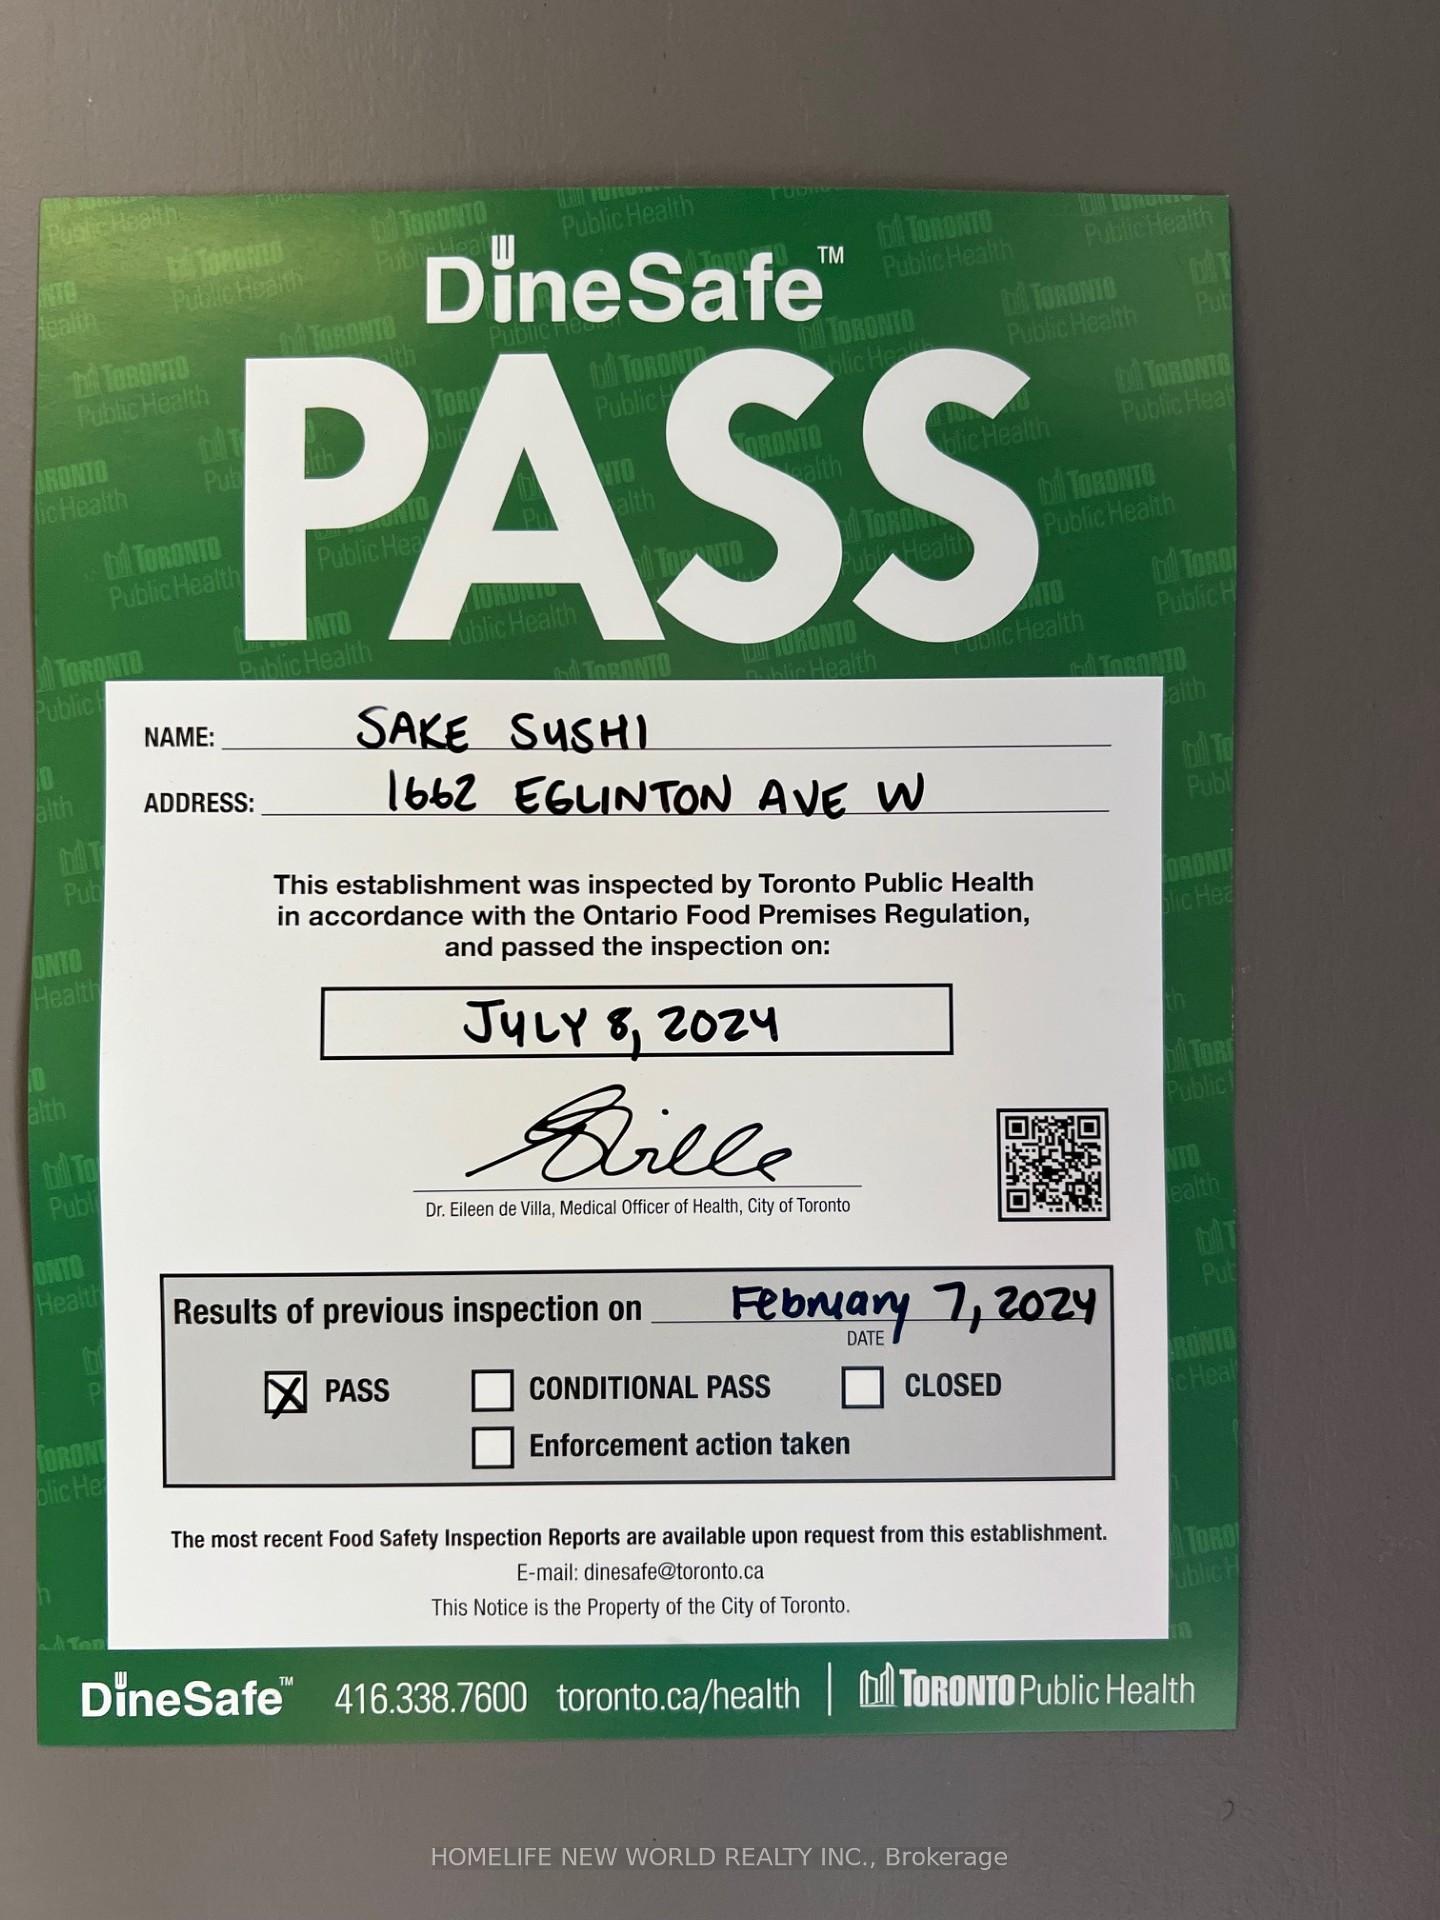 DineSafe™
PASS
NAME: SAKE SUSHI
ADDRESS: 1662 EGLINTON AVE W
This establishment was inspected by Toronto Public Health
in accordance with the Ontario Food Premises Regulation,
and passed the inspection on:
JULY 8, 2024
Dr. Eileen de Villa, Medical Officer of Health, City of Toronto
Results of previous inspection on February 7, 2024
DATE
PASS CONDITIONAL PASS CLOSED
Enforcement action taken
The most recent Food Safety Inspection Reports are available upon request from this establishment.
E-mail: dinesafe@toronto.ca
This Notice is the Property of the City of Toronto.
DineSafe™ 416.338.7600 toronto.ca/health | TORONTO Public Health
HOMELIFE NEW WORLD REALTY INC., Brokerage